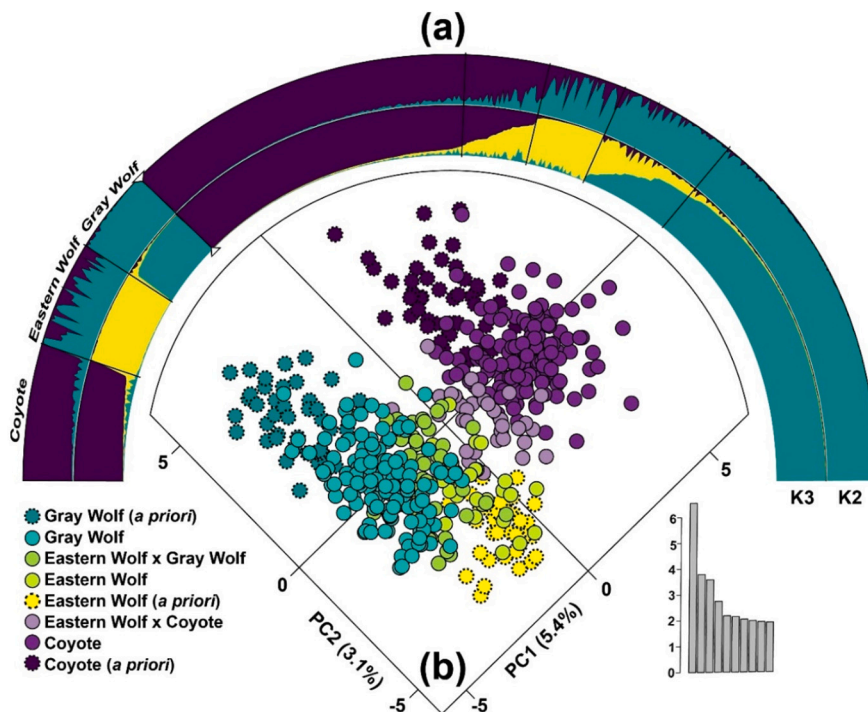 (a)
Gray Wolf
Eastern Wolf
Coyote
K3 K2
5
5
0
0
-5
-5
PC2 (3.1%)
PC1 (5.4%)
(b)
Gray Wolf (a priori)
Gray Wolf
Eastern Wolf x Gray Wolf
Eastern Wolf
Eastern Wolf (a priori)
Eastern Wolf x Coyote
Coyote
Coyote (a priori)
6
5
4
3
2
1
0